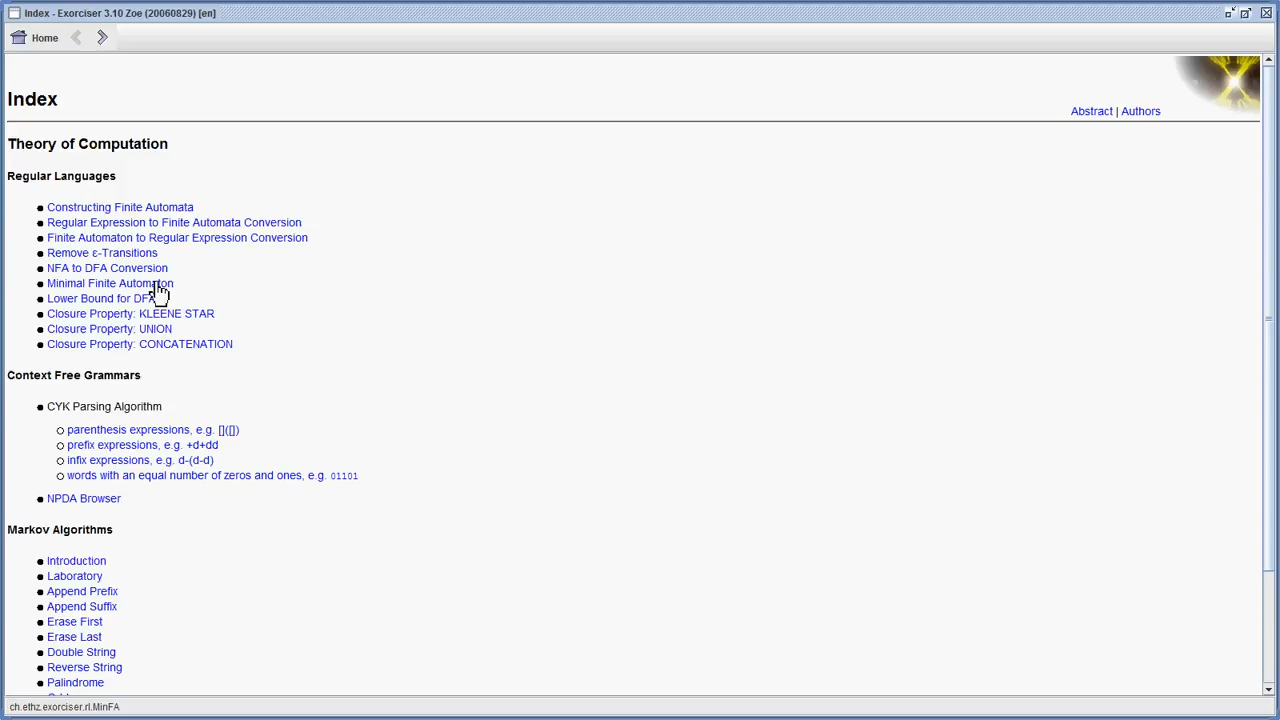 Index - Exorciser 3.10 Zoe (20060829) [en]
Home
Index
Abstract | Authors
Theory of Computation
Regular Languages
Constructing Finite Automata
Regular Expression to Finite Automata Conversion
Finite Automaton to Regular Expression Conversion
Remove ε-Transitions
NFA to DFA Conversion
Minimal Finite Automaton
Lower Bound for DFA
Closure Property: KLEENE STAR
Closure Property: UNION
Closure Property: CONCATENATION
Context Free Grammars
CYK Parsing Algorithm
parenthesis expressions, e.g. []([])
prefix expressions, e.g. +d+dd
infix expressions, e.g. d-(d-d)
words with an equal number of zeros and ones, e.g. 01101
NPDA Browser
Markov Algorithms
Introduction
Laboratory
Append Prefix
Append Suffix
Erase First
Erase Last
Double String
Reverse String
Palindrome
ch.ethz.exorciser.rl.MinFA